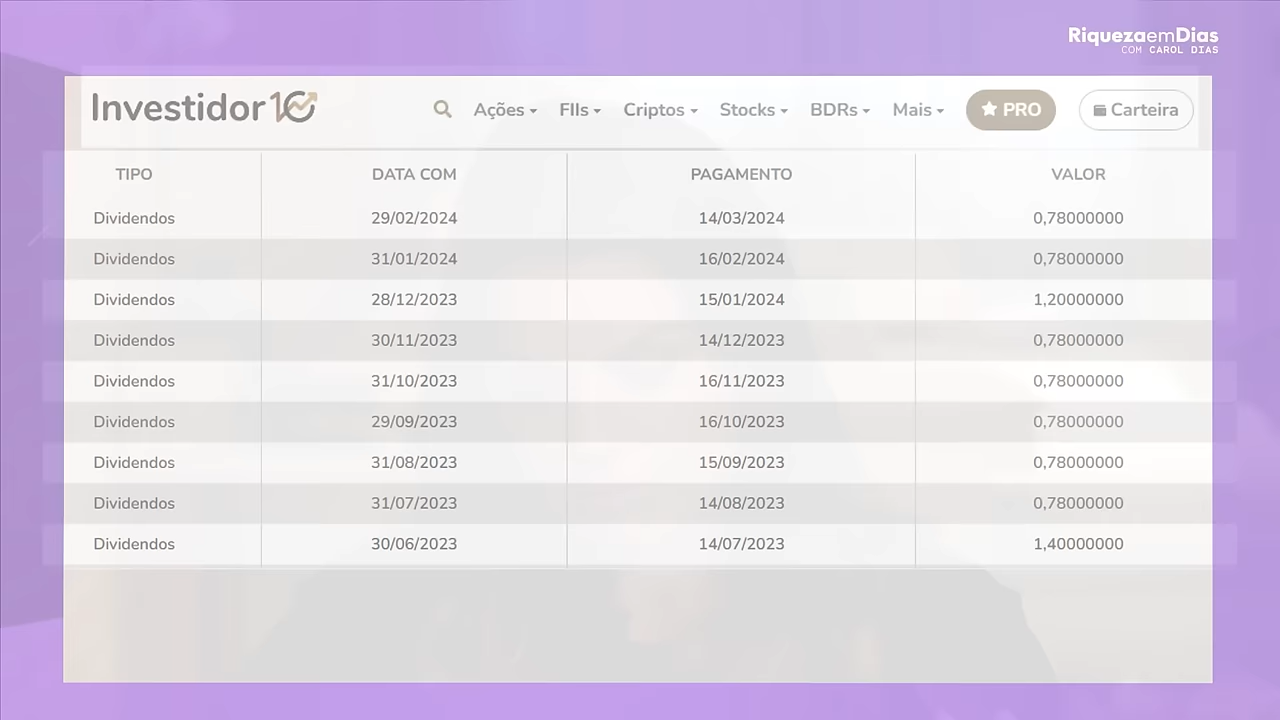 RiquezaemDias
COM CAROL DIAS
Investidor10 Ações FIIs Criptos Stocks BDRs Mais PRO Carteira
TIPO DATA COM PAGAMENTO VALOR
Dividendos 29/02/2024 14/03/2024 0,78000000
Dividendos 31/01/2024 16/02/2024 0,78000000
Dividendos 28/12/2023 15/01/2024 1,20000000
Dividendos 30/11/2023 14/12/2023 0,78000000
Dividendos 31/10/2023 16/11/2023 0,78000000
Dividendos 29/09/2023 16/10/2023 0,78000000
Dividendos 31/08/2023 15/09/2023 0,78000000
Dividendos 31/07/2023 14/08/2023 0,78000000
Dividendos 30/06/2023 14/07/2023 1,40000000